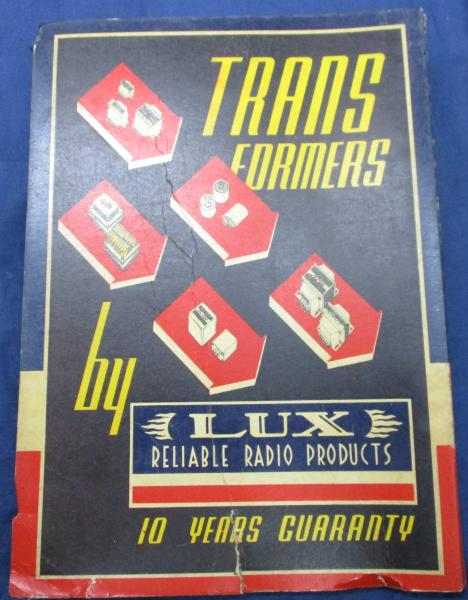 TRANS
FORMERS
by
LUX
RELIABLE RADIO PRODUCTS
10 YEARS GUARANTY